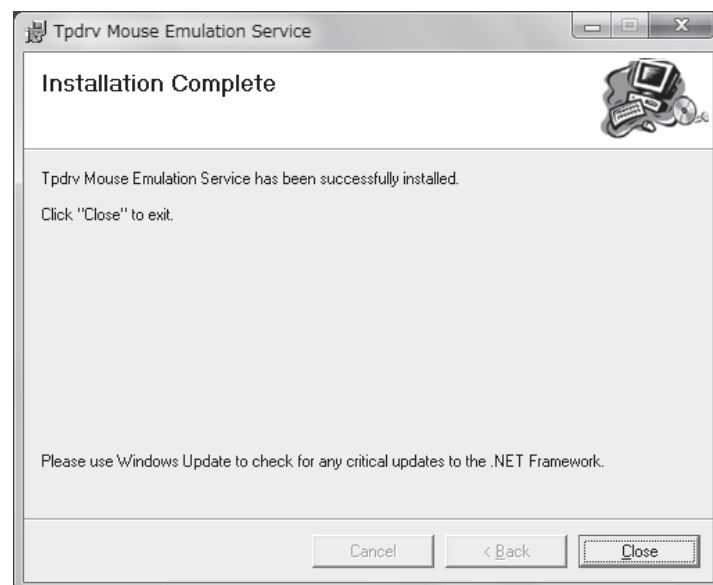 Tpdrv Mouse Emulation Service
Installation Complete
Tpdrv Mouse Emulation Service has been successfully installed.
Click "Close" to exit.
Please use Windows Update to check for any critical updates to the .NET Framework.
Cancel
< Back
Close